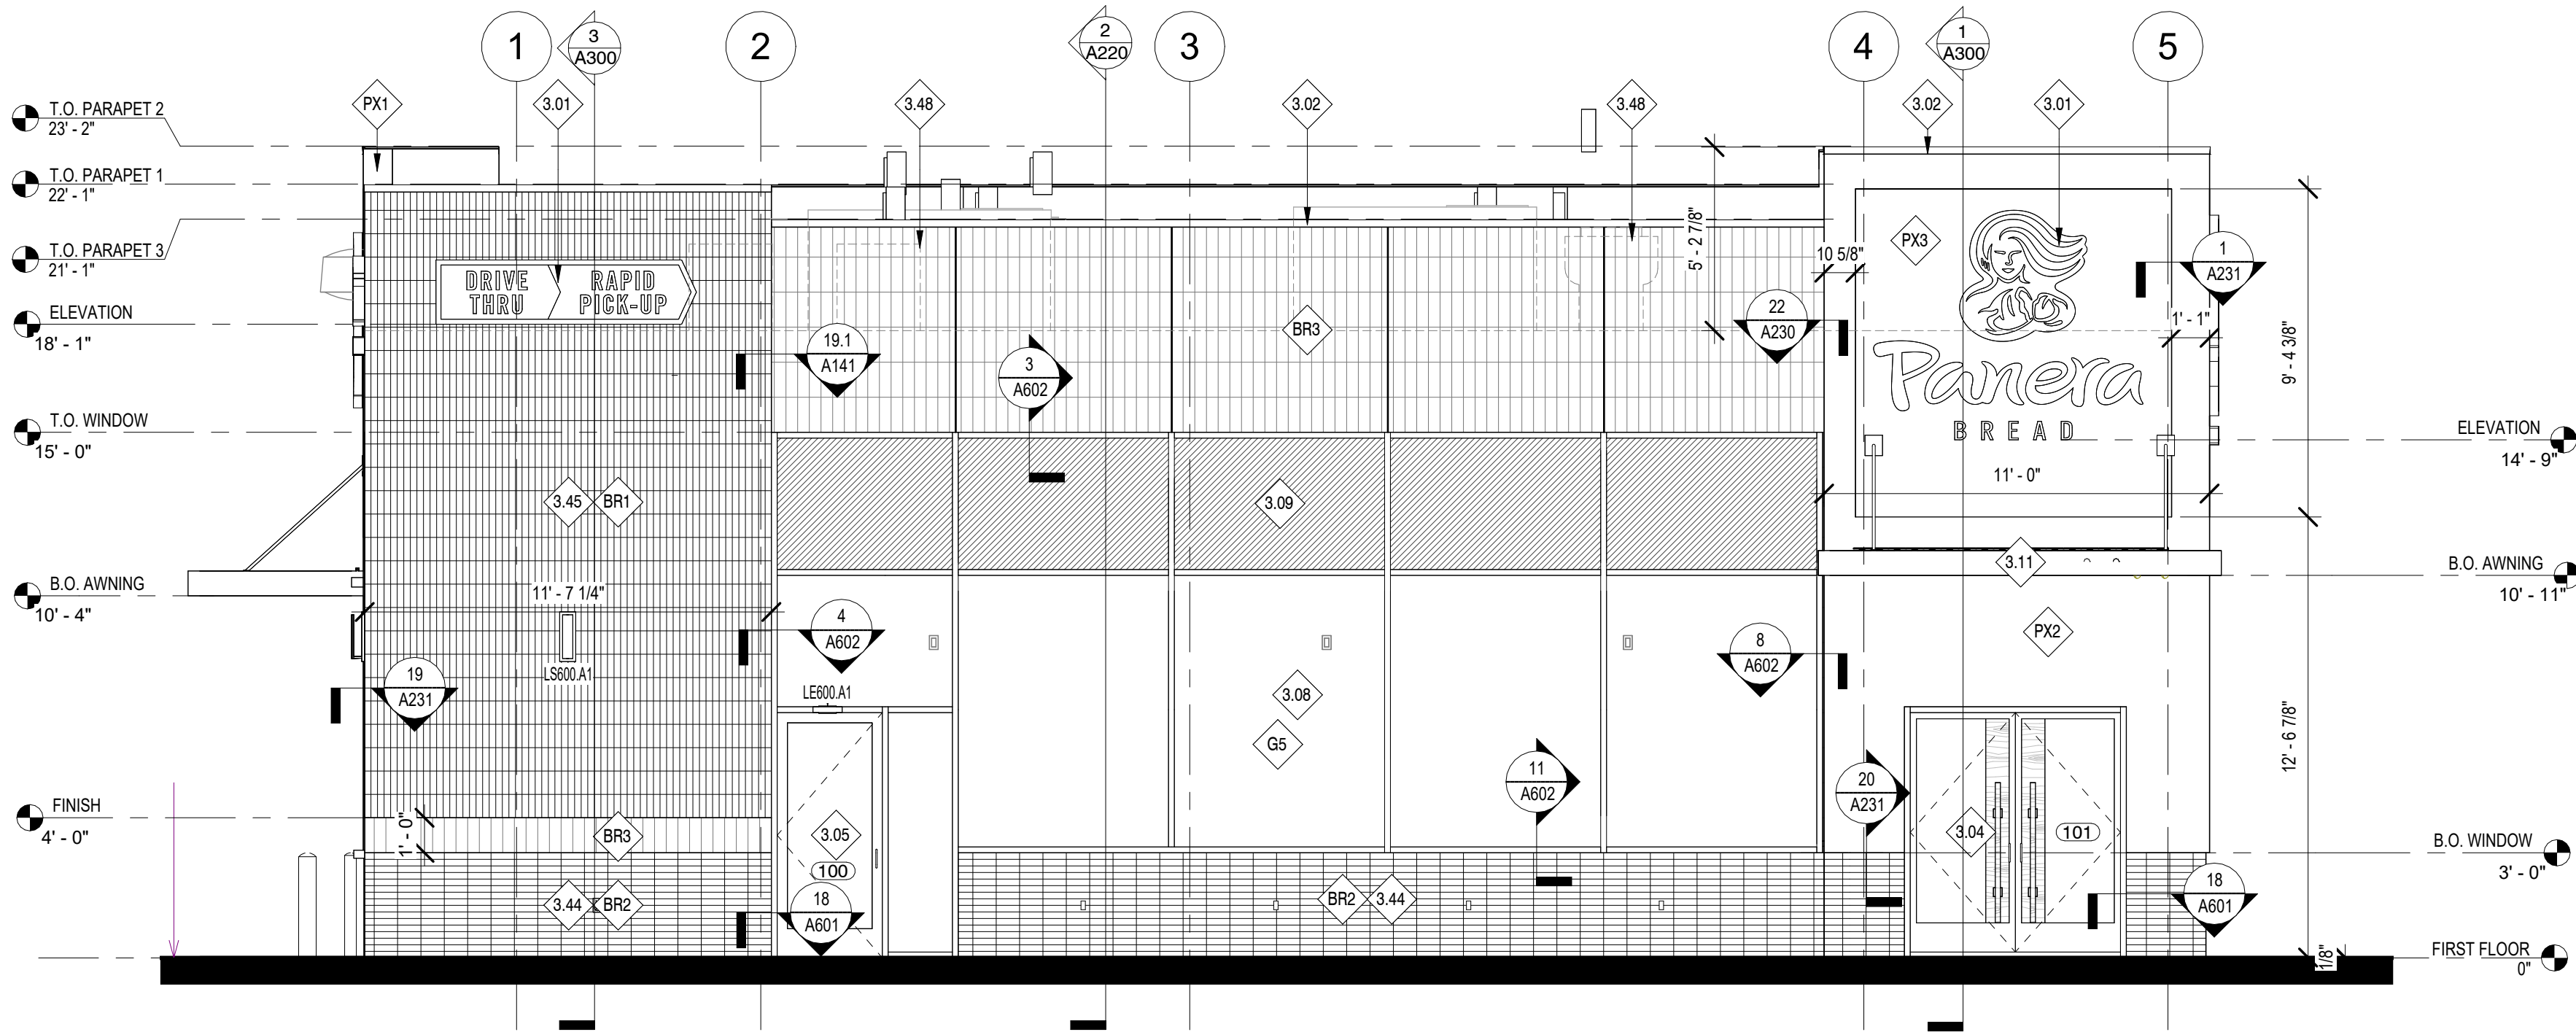 1
3
A300
2
2
A220
3
4
1
A300
5
PX1
3.01
3.48
3.02
3.48
3.02
3.01
T.O. PARAPET 2
23' - 2"
T.O. PARAPET 1
22' - 1"
T.O. PARAPET 3
21' - 1"
ELEVATION
18' - 1"
T.O. WINDOW
15' - 0"
B.O. AWNING
10' - 4"
FINISH
4' - 0"
DRIVE
THRU
RAPID
PICK-UP
3.45
BR1
11' - 7 1/4"
LS600.A1
19
A231
1' - 0"
BR3
3.44
BR2
19.1
A141
3
A602
BR3
5' - 2 7/8"
22
A230
10 5/8"
PX3
Panera
BREAD
11' - 0"
1
A231
1' - 1"
9' - 4 3/8"
3.09
3.11
4
A602
LE600.A1
3.08
G5
8
A602
PX2
11
A602
20
A231
3.05
100
18
A601
BR2
3.44
3.04
101
18
A601
12' - 6 7/8"
1/8"
ELEVATION
14' - 9"
B.O. AWNING
10' - 11"
B.O. WINDOW
3' - 0"
FIRST FLOOR
0"